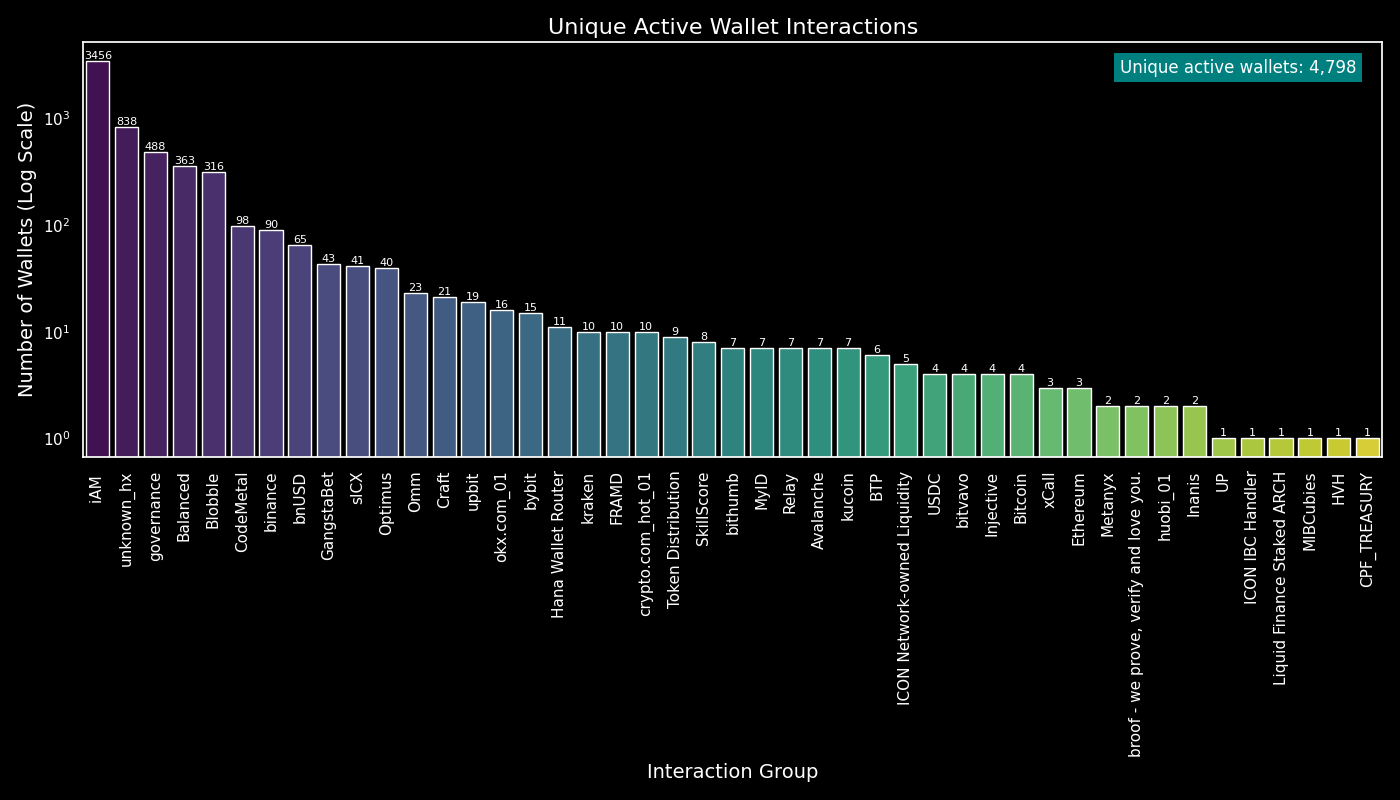 Unique Active Wallet Interactions
Unique active wallets: 4,798
Number of Wallets (Log Scale)
10³
10²
10¹
10⁰
3456
838
488
363
316
98
90
65
43
41
40
23
21
19
16
15
11
10
10
10
9
8
7
7
7
7
7
6
5
4
4
4
4
3
3
2
2
2
2
1
1
1
1
1
1
iAM
unknown_hx
governance
Balanced
Blobble
CodeMetal
binance
bnUSD
GangstaBet
sICX
Optimus
Omm
Craft
upbit
okx.com_01
bybit
Hana Wallet Router
kraken
FRAMD
crypto.com_hot_01
Token Distribution
SkillScore
bithumb
MyID
Relay
Avalanche
kucoin
BTP
ICON Network-owned Liquidity
USDC
bitvavo
Injective
Bitcoin
xCall
Ethereum
Metanyx
broof - we prove, verify and love you.
huobi_01
Inanis
UP
ICON IBC Handler
Liquid Finance Staked ARCH
MIBCubies
HVH
CPF_TREASURY
Interaction Group